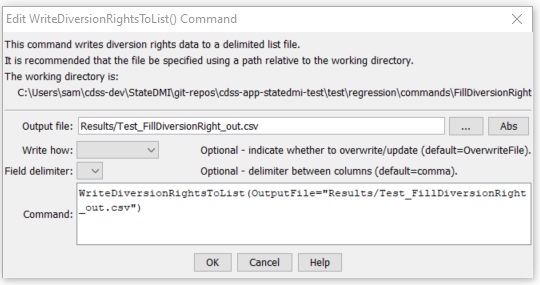 Edit WriteDiversionRightsToList() Command
This command writes diversion rights data to a delimited list file.
It is recommended that the file be specified using a path relative to the working directory.
The working directory is:
C:\Users\sam\cdss-dev\StateDMI\git-repos\cdss-app-statedmi-test\test\regression\commands\FillDiversionRight
Output file: Results/Test_FillDiversionRight_out.csv ... Abs
Write how: Optional - indicate whether to overwrite/update (default=OverwriteFile).
Field delimiter: Optional - delimiter between columns (default=comma).
WriteDiversionRightsToList(OutputFile="Results/Test_FillDiversionRight
Command: _out.csv")
OK Cancel Help